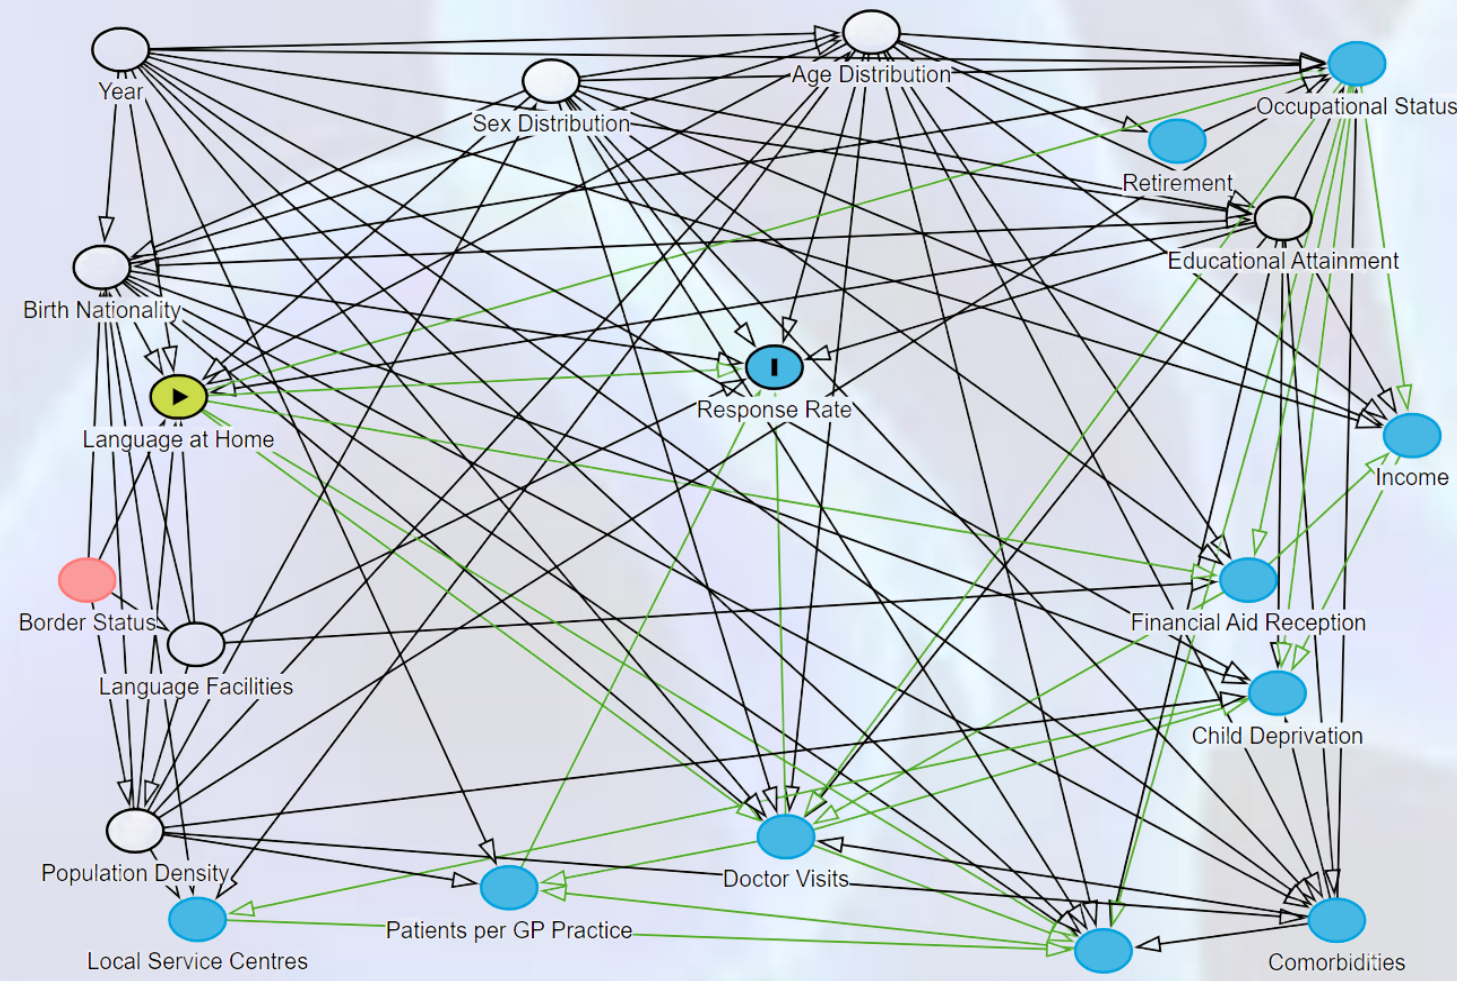 Year
Age Distribution
Sex Distribution
Occupational Status
Retirement
Educational Attainment
Birth Nationality
Response Rate
Language at Home
Income
Border Status
Financial Aid Reception
Language Facilities
Child Deprivation
Population Density
Doctor Visits
Patients per GP Practice
Local Service Centres
Comorbidities